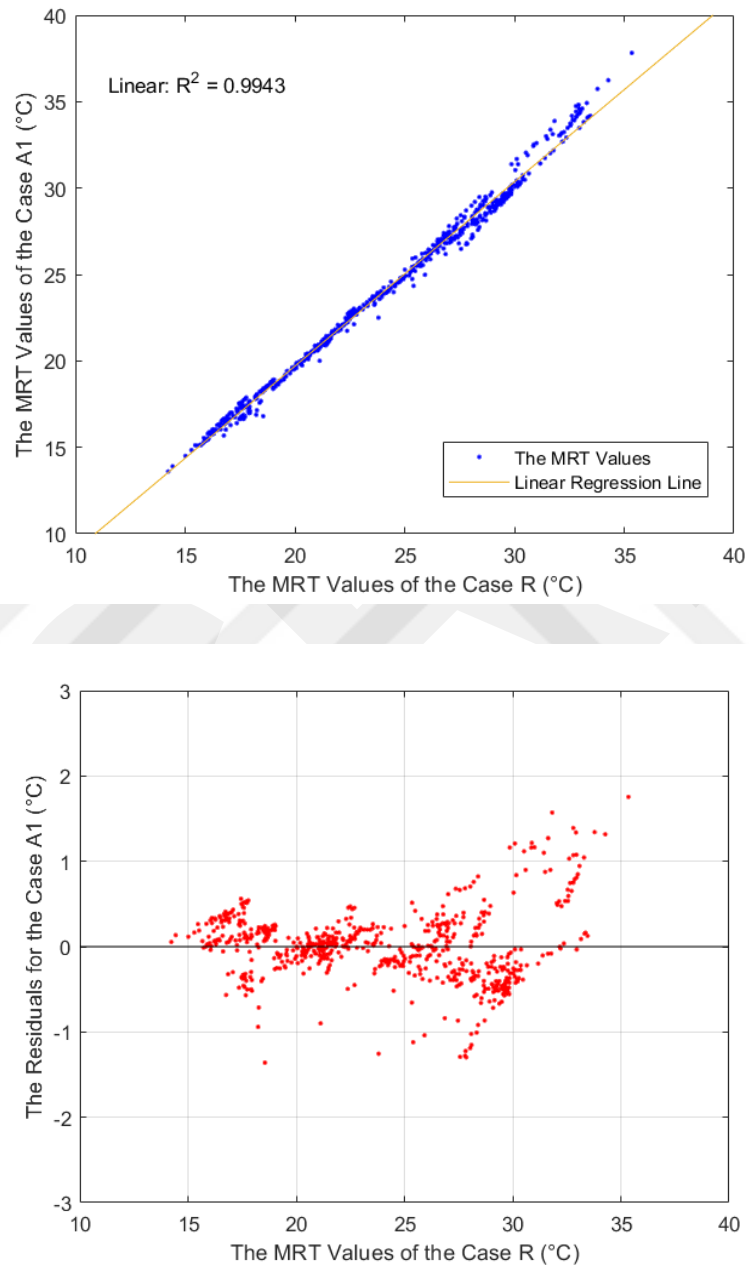 40
35
30
25
20
15
10
The MRT Values of the Case A1 (°C)
Linear: R² = 0.9943
The MRT Values
Linear Regression Line
10 15 20 25 30 35 40
The MRT Values of the Case R (°C)
3
2
1
0
-1
-2
-3
The Residuals for the Case A1 (°C)
10 15 20 25 30 35 40
The MRT Values of the Case R (°C)